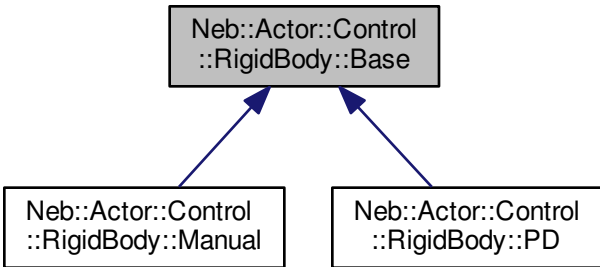 Neb::Actor::Control
::RigidBody::Base
Neb::Actor::Control
::RigidBody::Manual
Neb::Actor::Control
::RigidBody::PD